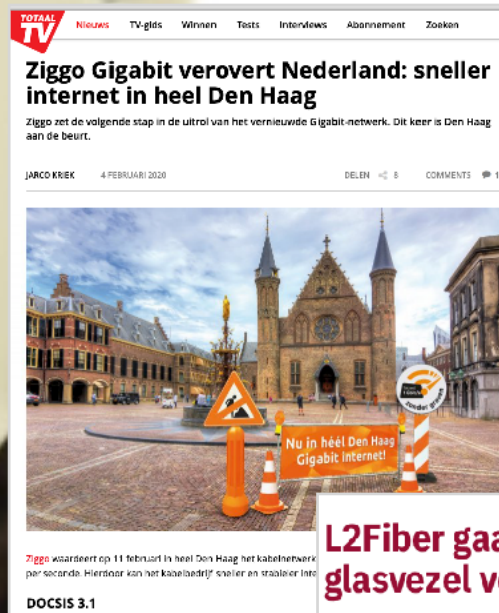 TOTAAL
TV
Nieuws TV-gids Winnen Tests Interviews Abonnement Zoeken
Ziggo Gigabit verovert Nederland: sneller
internet in heel Den Haag
Ziggo zet de volgende stap in de uitrol van het vernieuwde Gigabit-netwerk. Dit keer is Den Haag
aan de beurt.
JARCO KRIEK 4 FEBRUARI 2020 DELEN 8 COMMENTS 1
zonder graven
Nu in héél Den Haag
Gigabit internet!
Ziggo waardeert op 11 februari in heel Den Haag het kabelnetwerk
per seconde. Hierdoor kan het kabelbedrijf sneller en stabieler inte
DOCSIS 3.1
L2Fiber gaa
glasvezel v